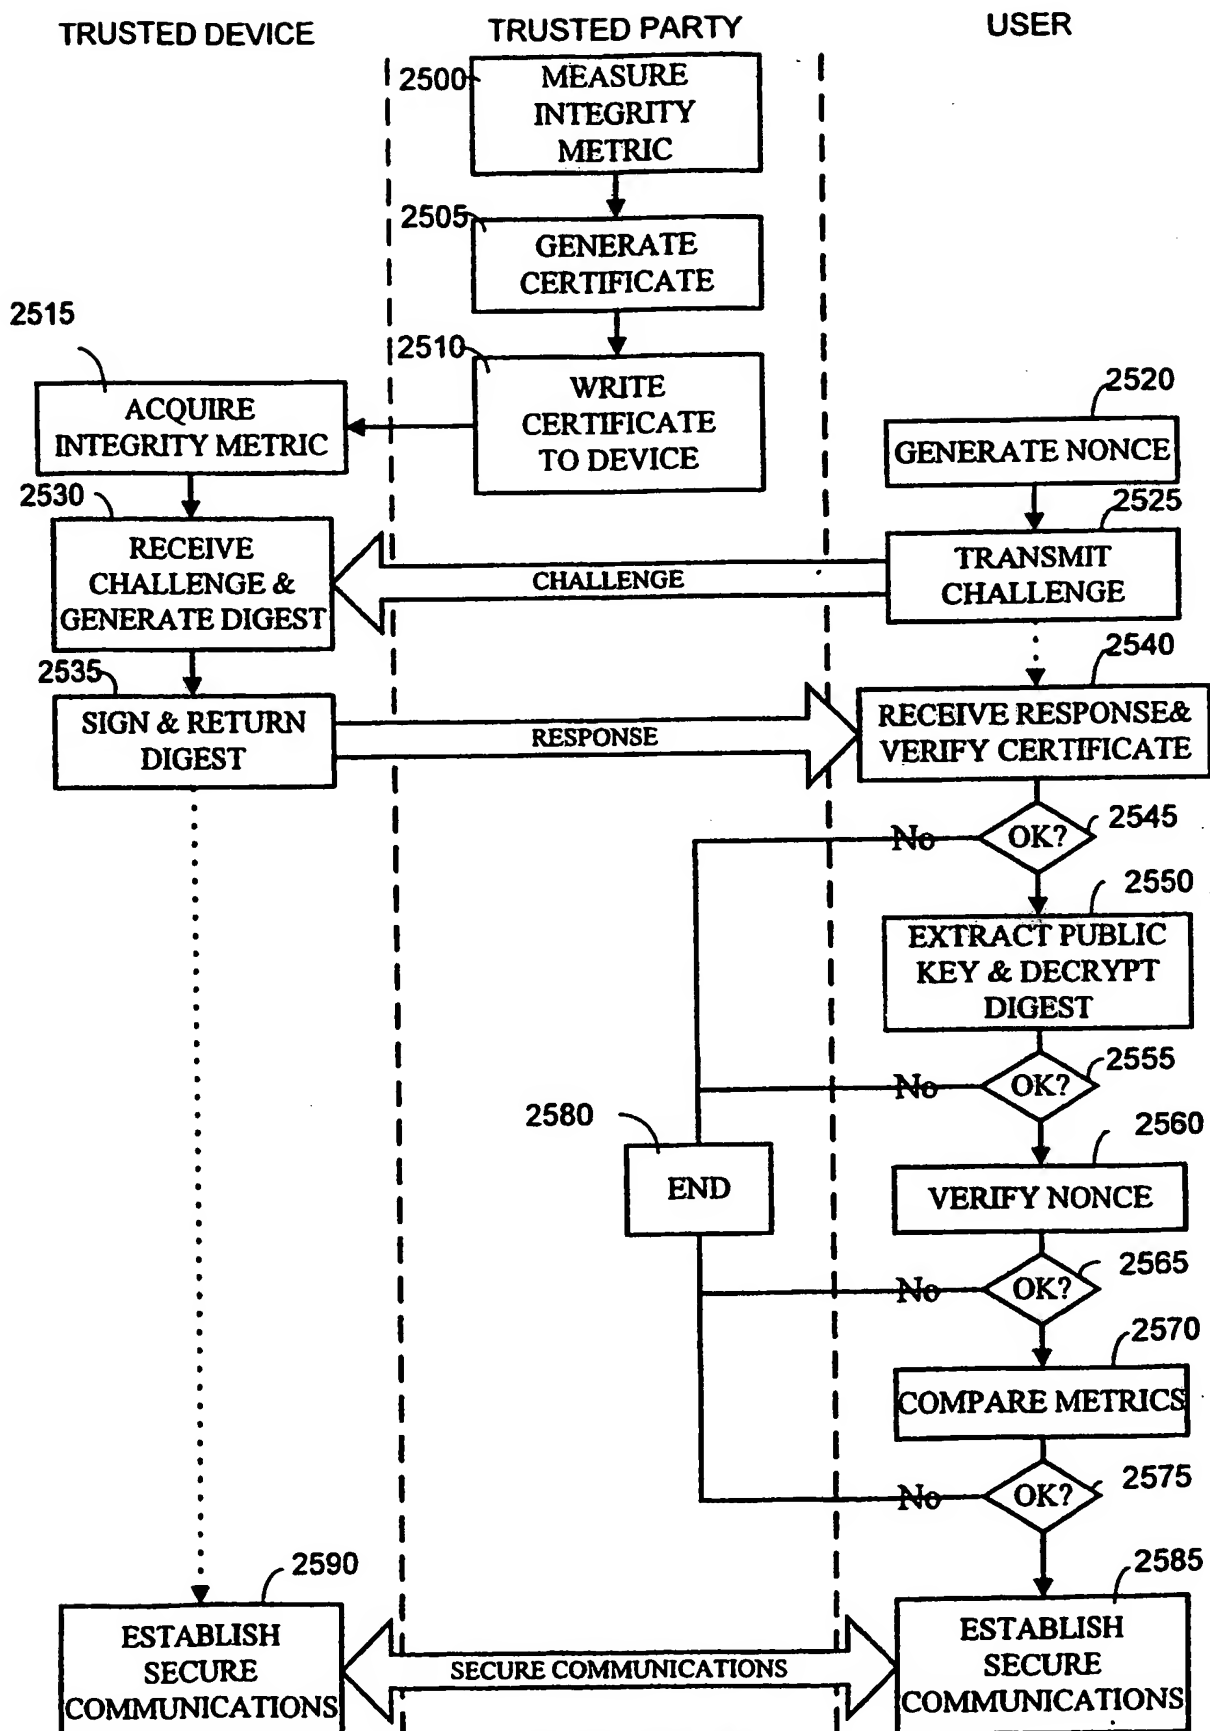 TRUSTED DEVICE
TRUSTED PARTY
USER
2500
MEASURE
INTEGRITY
METRIC
2505
GENERATE
CERTIFICATE
2515
2510
WRITE
CERTIFICATE
TO DEVICE
ACQUIRE
INTEGRITY METRIC
2520
GENERATE NONCE
2530
2525
RECEIVE
CHALLENGE &
GENERATE DIGEST
CHALLENGE
TRANSMIT
CHALLENGE
2535
2540
SIGN & RETURN
DIGEST
RESPONSE
RECEIVE RESPONSE&
VERIFY CERTIFICATE
No
OK?
2545
2550
EXTRACT PUBLIC
KEY & DECRYPT
DIGEST
No
OK?
2555
2580
END
2560
VERIFY NONCE
No
OK?
2565
2570
COMPARE METRICS
No
OK?
2575
2590
2585
ESTABLISH
SECURE
COMMUNICATIONS
SECURE COMMUNICATIONS
ESTABLISH
SECURE
COMMUNICATIONS